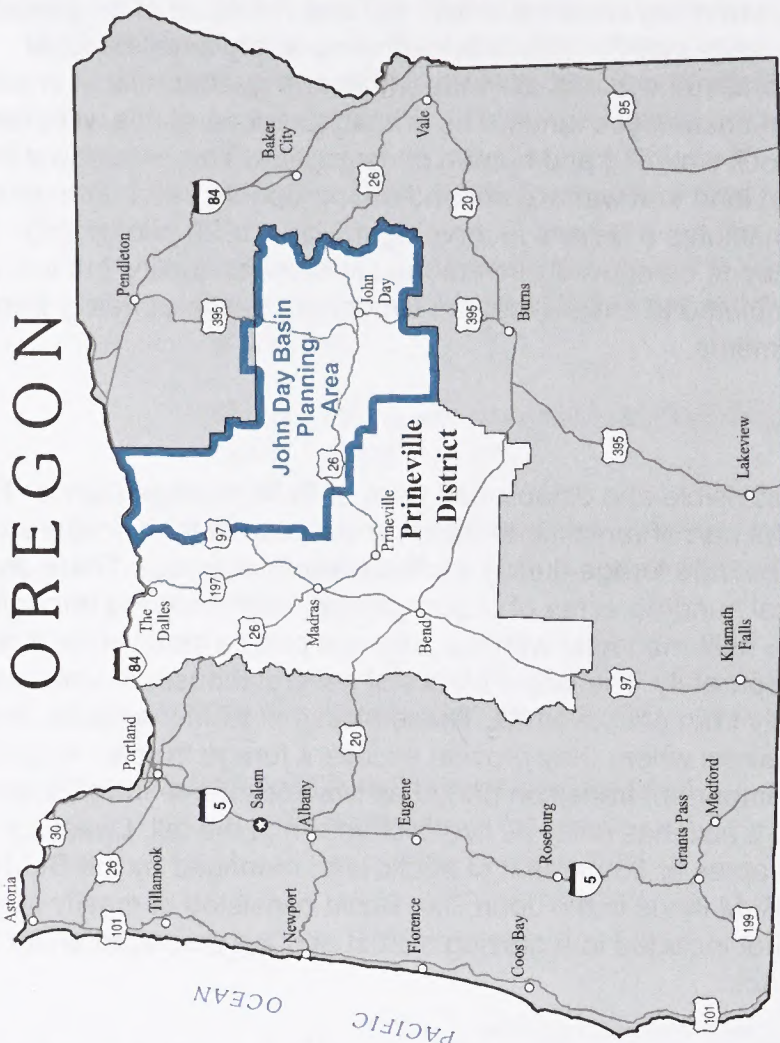 OREGON
Astoria
30
26
101
Tillamook
Portland
84
The
Dalles
197
97
Pendleton
84
395
Baker
City
26
5
Salem
26
John Day Basin
Planning
Area
26
John
Day
Newport
Albany
20
Madras
Prineville
Prineville
District
395
20
Vale
Burns
PACIFIC
OCEAN
Florence
Eugene
Bend
Coos Bay
Roseburg
5
97
395
95
Grants Pass
Medford
199
101
Klamath
Falls
Lakeview